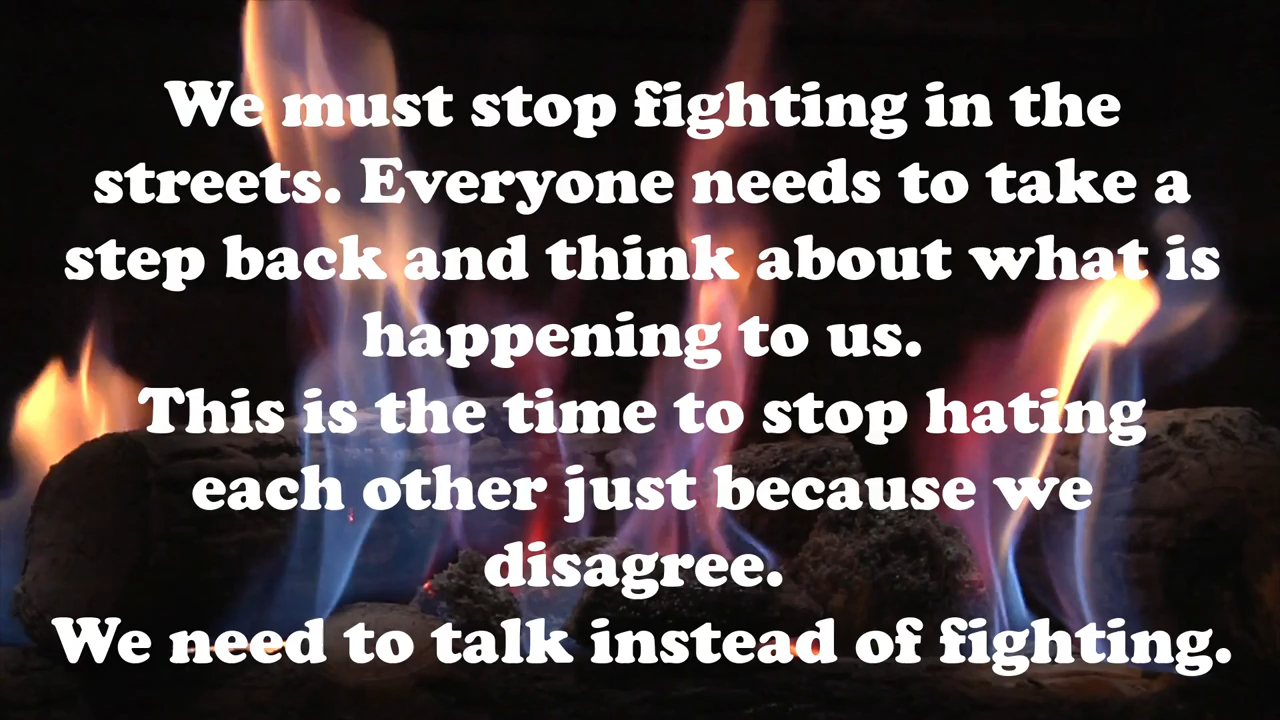 We must stop fighting in the
streets. Everyone needs to take a
step back and think about what is
happening to us.
This is the time to stop hating
each other just because we
disagree.
We need to talk instead of fighting.